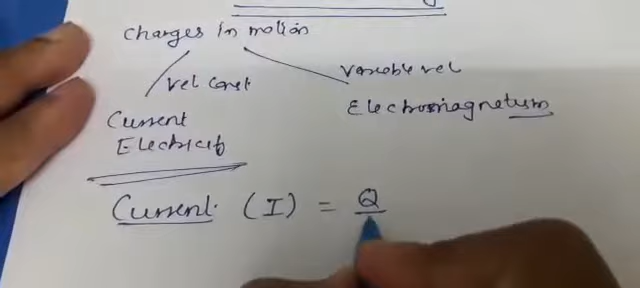 Charges in motion
vel const
Variable vel
Current
Electricity
Electromagnetism
Current (I) = Q